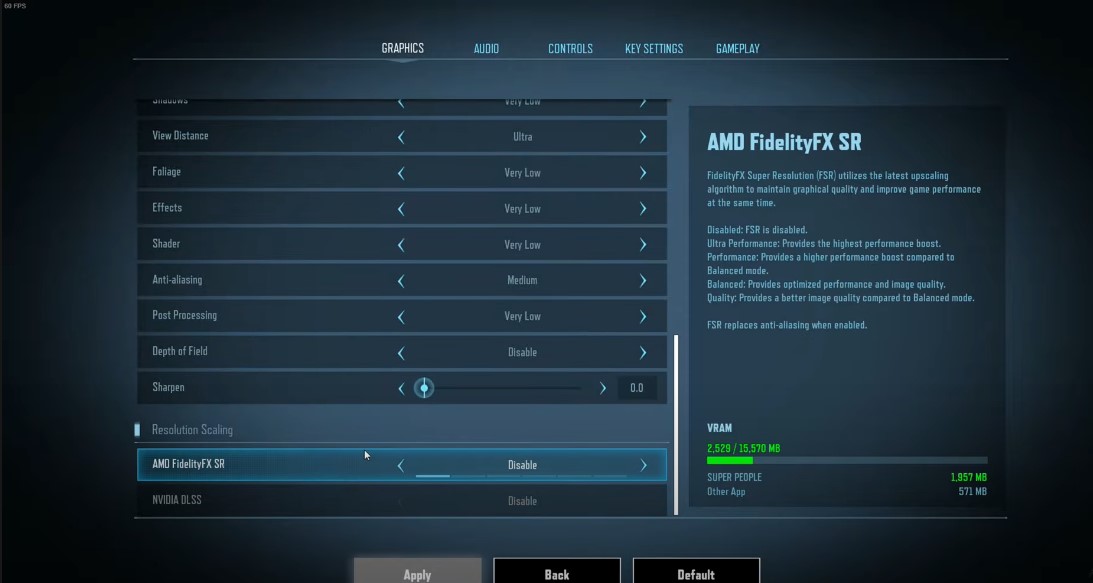 60 FPS
GRAPHICS AUDIO CONTROLS KEY SETTINGS GAMEPLAY
Shadows Very Low
View Distance Ultra
Foliage Very Low
Effects Very Low
Shader Very Low
Anti-aliasing Medium
Post Processing Very Low
Depth of Field Disable
Sharpen 0.0
Resolution Scaling
AMD FidelityFX SR Disable
NVIDIA DLSS Disable
AMD FidelityFX SR
FidelityFX Super Resolution (FSR) utilizes the latest upscaling
algorithm to maintain graphical quality and improve game performance
at the same time.
Disabled: FSR is disabled.
Ultra Performance: Provides the highest performance boost.
Performance: Provides a higher performance boost compared to
Balanced mode.
Balanced: Provides optimized performance and image quality.
Quality: Provides a better image quality compared to Balanced mode.
FSR replaces anti-aliasing when enabled.
VRAM
2,529 / 15,570 MB
SUPER PEOPLE 1,957 MB
Other App 571 MB
Apply Back Default